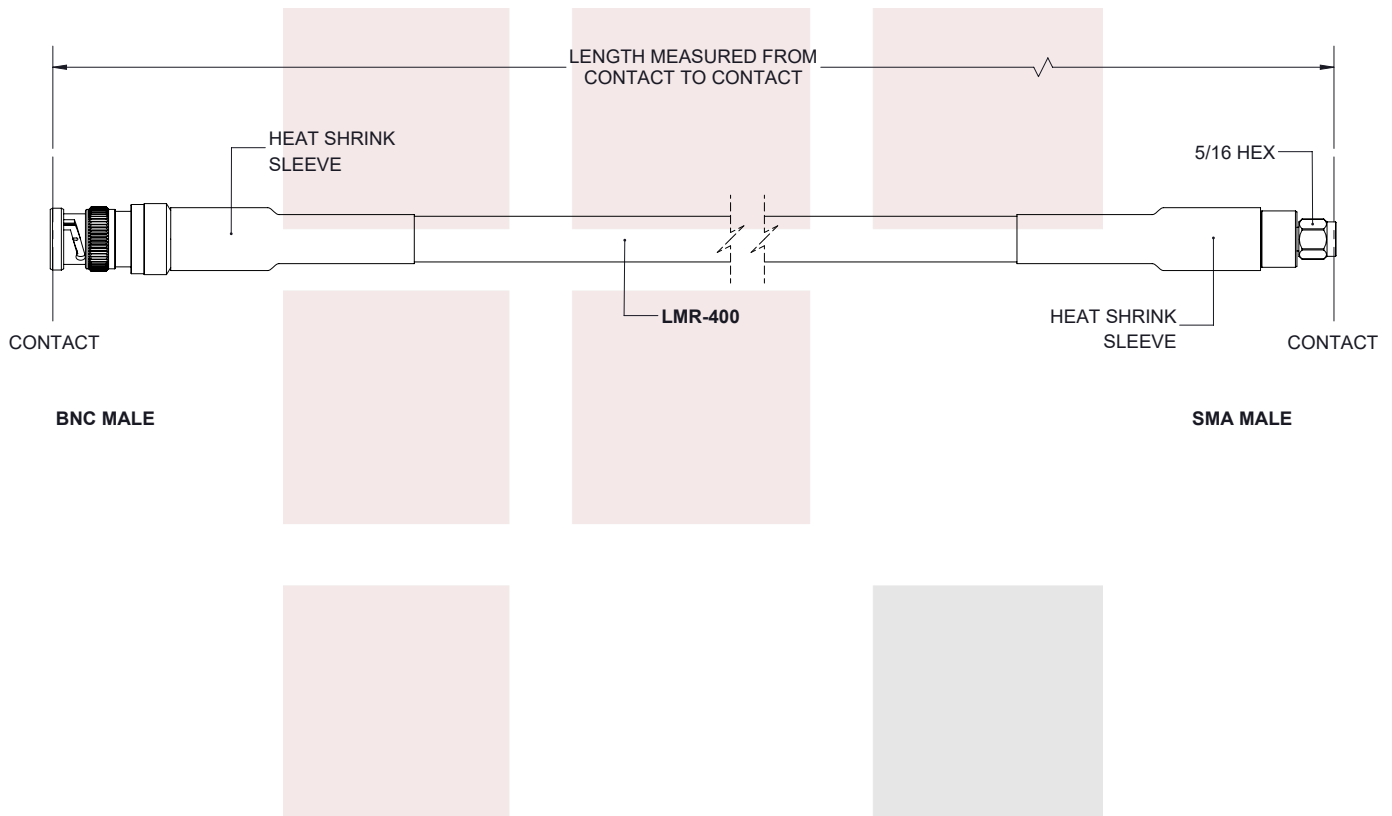 LENGTH MEASURED FROM
CONTACT TO CONTACT
HEAT SHRINK
SLEEVE
5/16 HEX
LMR-400
HEAT SHRINK
SLEEVE
CONTACT
CONTACT
BNC MALE
SMA MALE